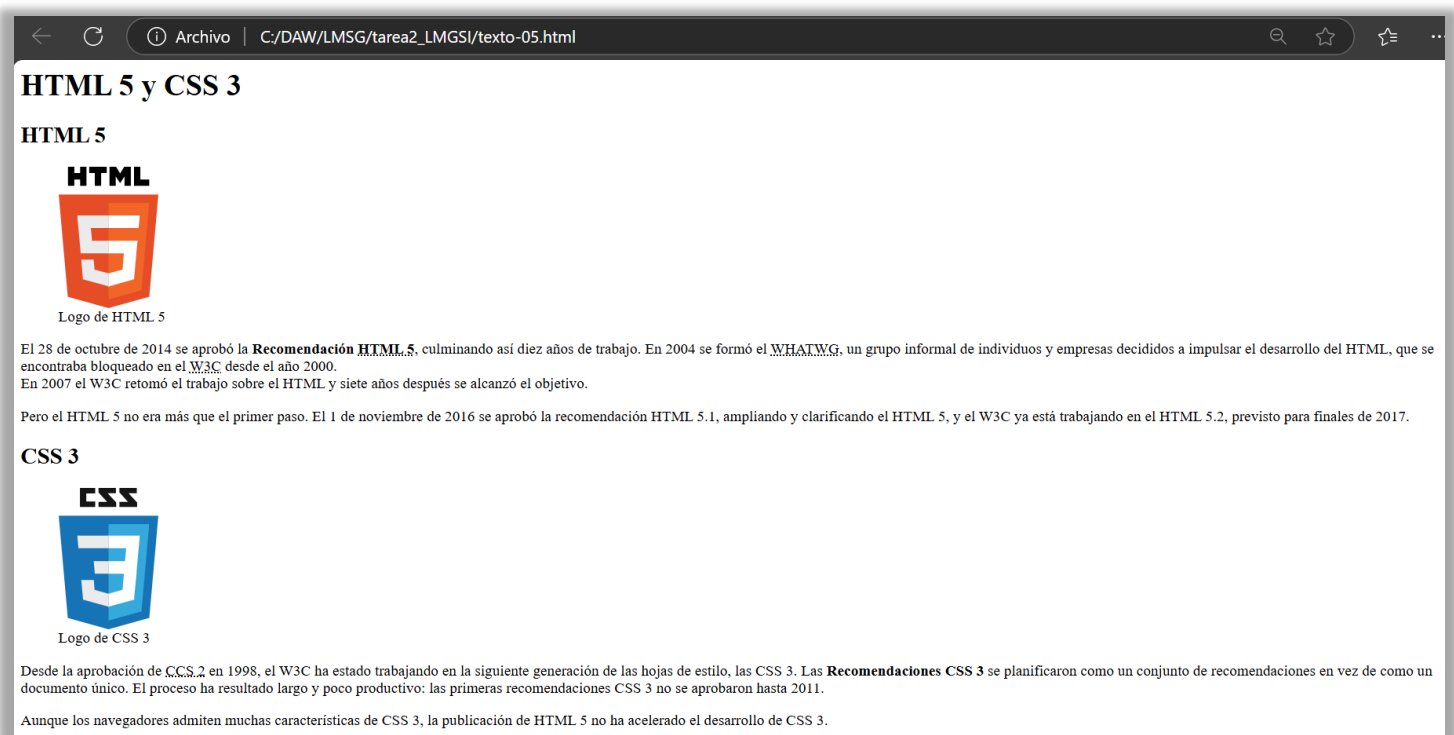 Archivo | C:/DAW/LMSG/tarea2_LMGSI/texto-05.html
HTML 5 y CSS 3
HTML 5
HTML
5
Logo de HTML 5
El 28 de octubre de 2014 se aprobó la Recomendación HTML 5, culminando así diez años de trabajo. En 2004 se formó el WHATWG, un grupo informal de individuos y empresas decididos a impulsar el desarrollo del HTML, que se
encontraba bloqueado en el W3C desde el año 2000.
En 2007 el W3C retomó el trabajo sobre el HTML y siete años después se alcanzó el objetivo.
Pero el HTML 5 no era más que el primer paso. El 1 de noviembre de 2016 se aprobó la recomendación HTML 5.1, ampliando y clarificando el HTML 5, y el W3C ya está trabajando en el HTML 5.2, previsto para finales de 2017.
CSS 3
CSS
3
Logo de CSS 3
Desde la aprobación de CCS 2 en 1998, el W3C ha estado trabajando en la siguiente generación de las hojas de estilo, las CSS 3. Las Recomendaciones CSS 3 se planificaron como un conjunto de recomendaciones en vez de como un
documento único. El proceso ha resultado largo y poco productivo: las primeras recomendaciones CSS 3 no se aprobaron hasta 2011.
Aunque los navegadores admiten muchas características de CSS 3, la publicación de HTML 5 no ha acelerado el desarrollo de CSS 3.